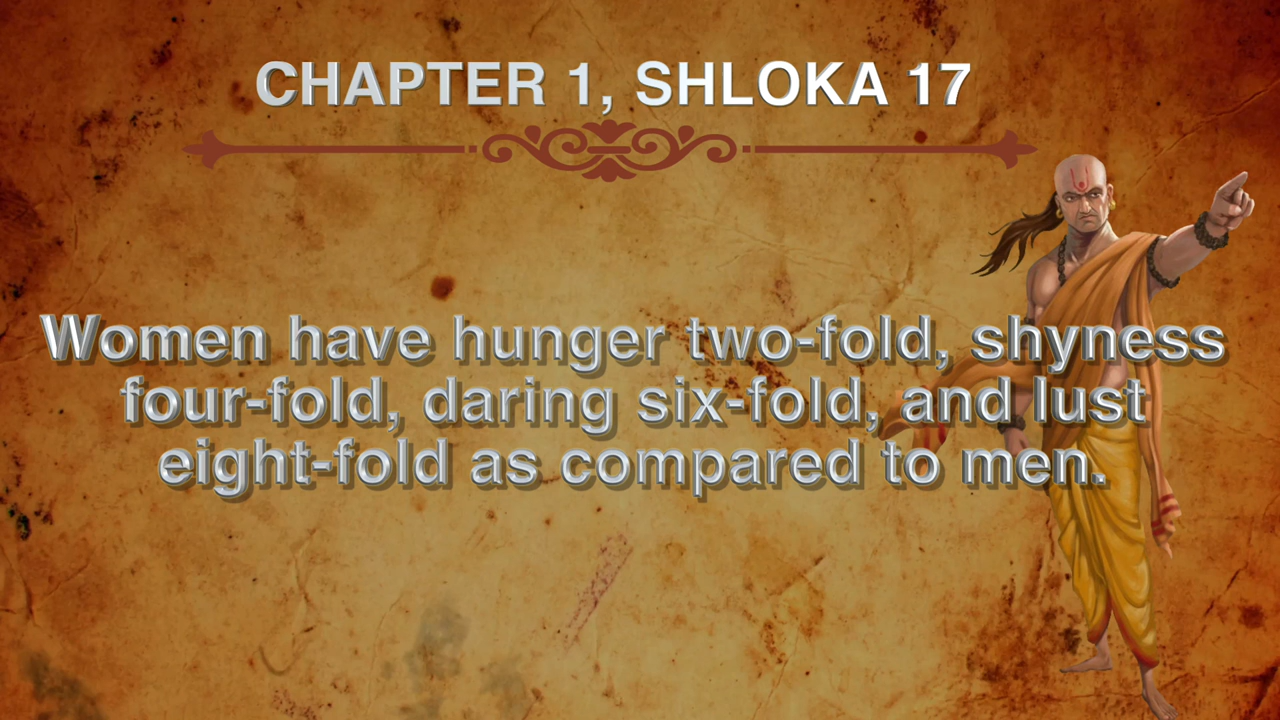 CHAPTER 1, SHLOKA 17
Women have hunger two-fold, shyness
four-fold, daring six-fold, and lust
eight-fold as compared to men.